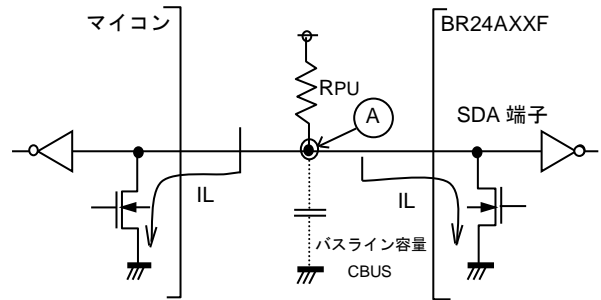 マイコン
BR24AXXF
RPU
A
SDA 端子
IL
IL
バスライン容量
CBUS